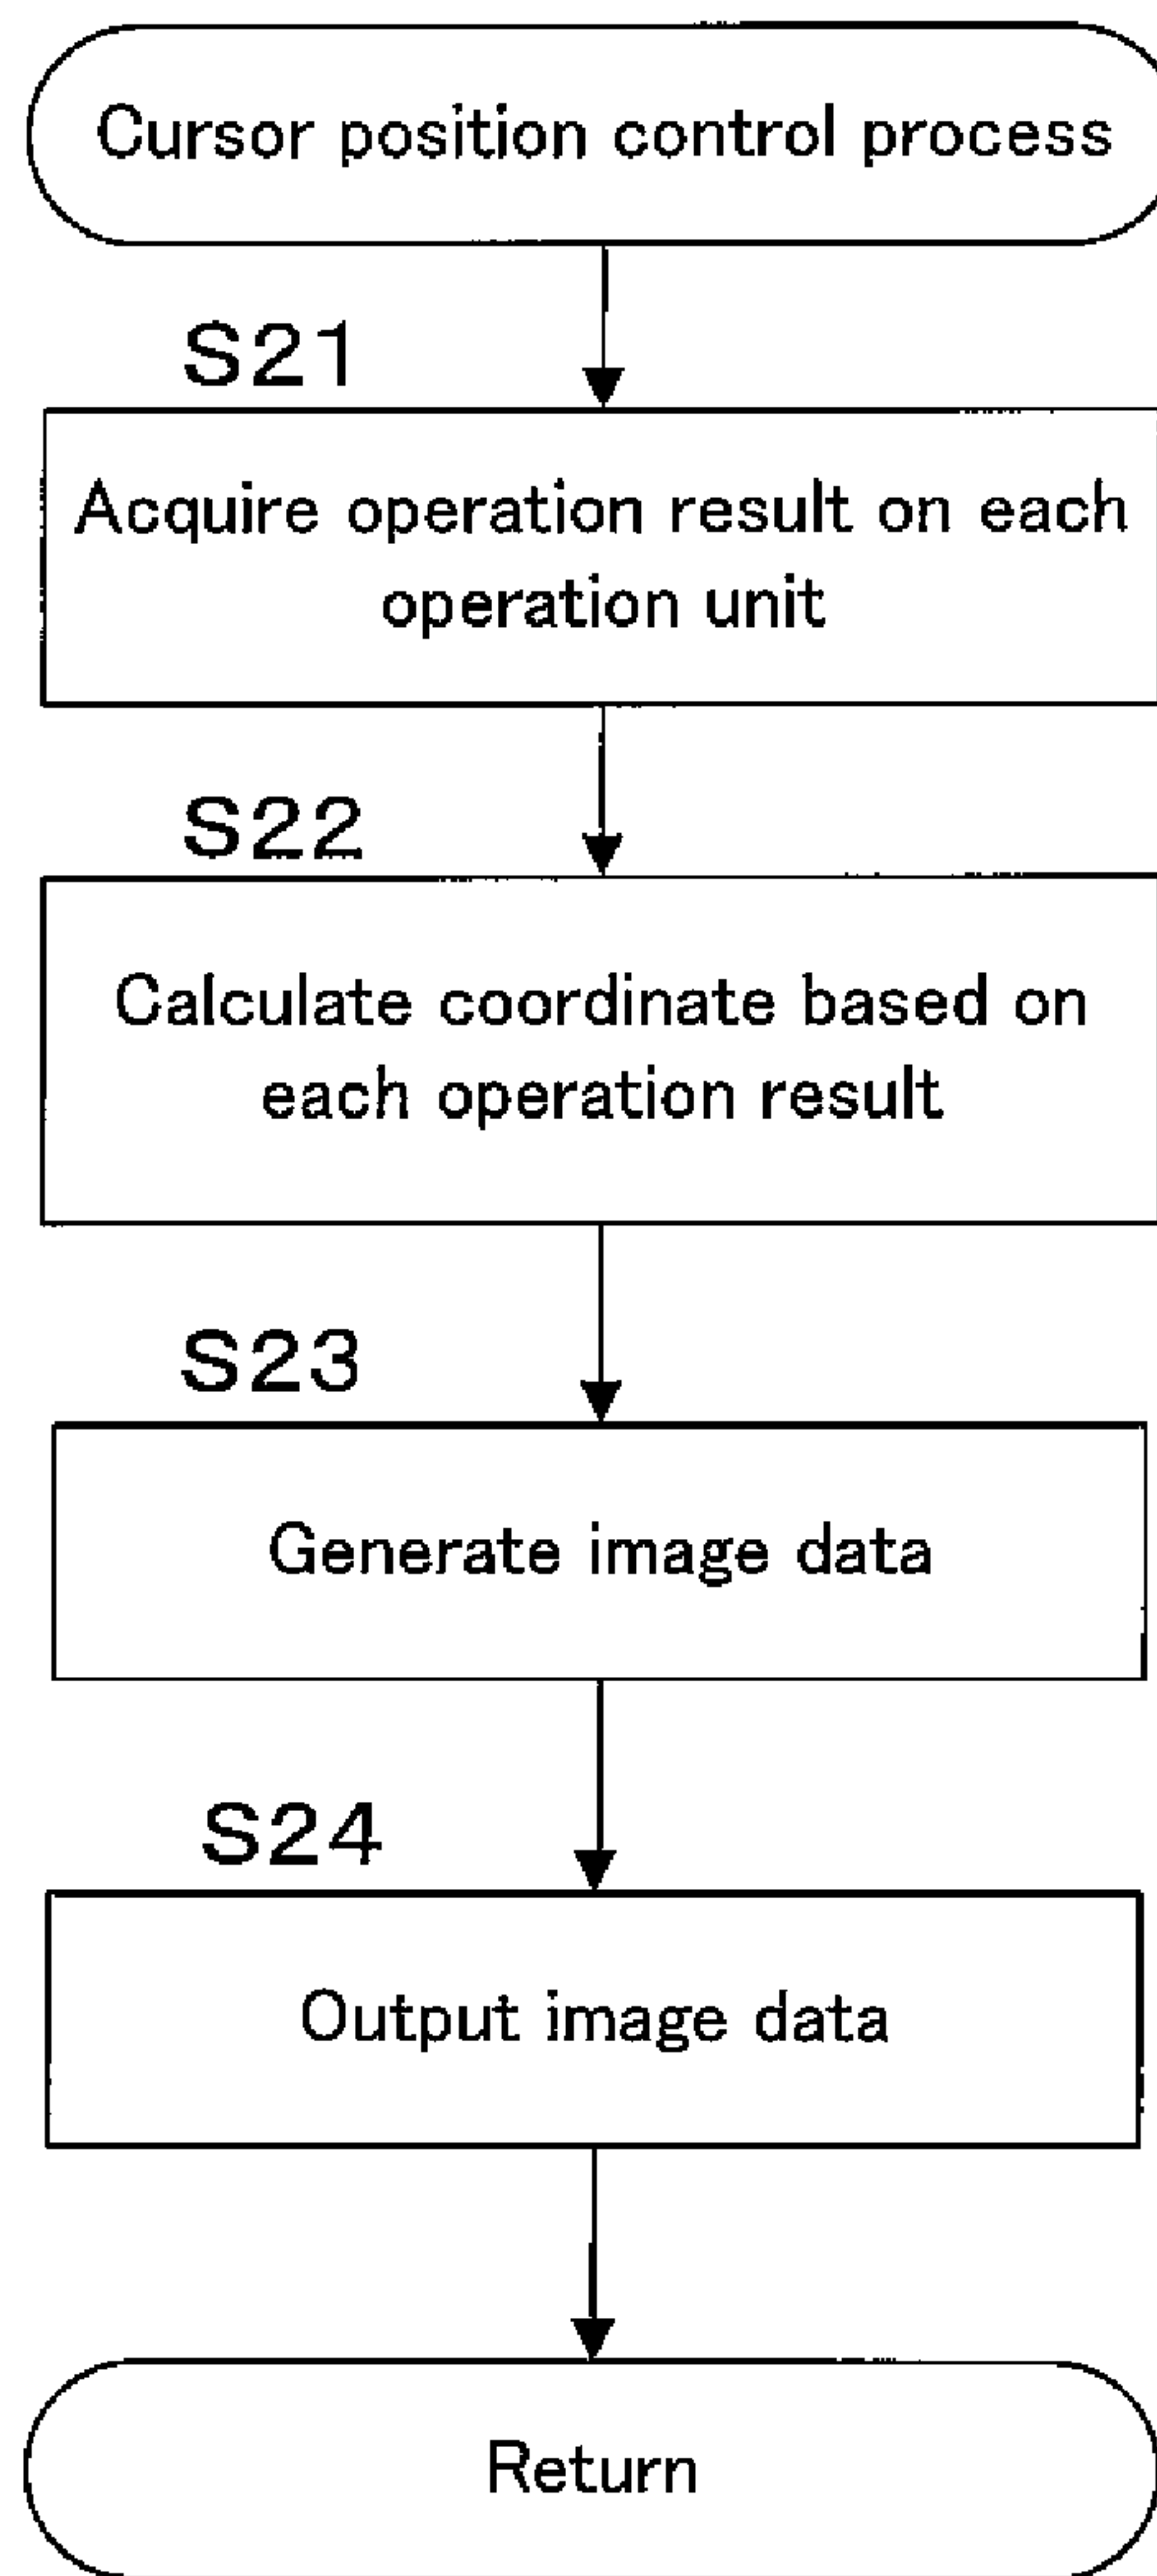 Cursor position control process
S21
Acquire operation result on each
operation unit
S22
Calculate coordinate based on
each operation result
S23
Generate image data
S24
Output image data
Return